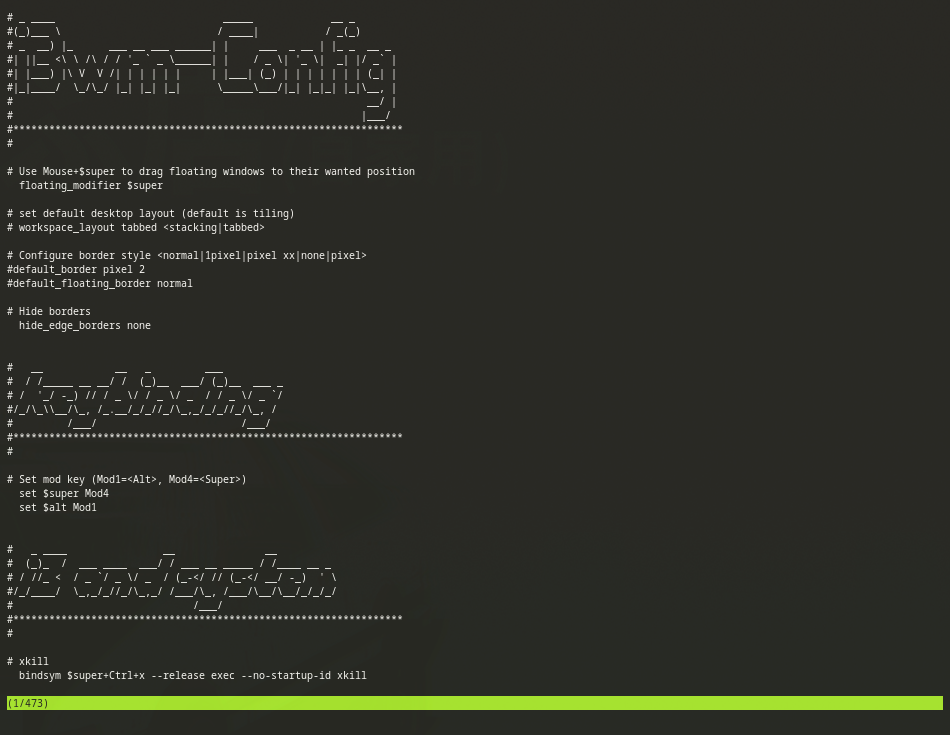 # _ ____                            _____             __ _
#(_)___ \                          / ____|           / _(_)
# _  __) |_      ___ __ ___ ______| |     ___  _ __ | |_ _  __ _
#| ||__ <\ \ /\ / / '_ ` _ \______| |    / _ \| '_ \|  _| |/ _` |
#| |___) |\ V  V /| | | | | |     | |___| (_) | | | | | | | (_| |
#|_|____/  \_/\_/ |_| |_| |_|      \_____\___/|_| |_|_| |_|\__, |
#                                                           __/ |
#                                                          |___/
#*****************************************************************
#
# Use Mouse+$super to drag floating windows to their wanted position
floating_modifier $super
# set default desktop layout (default is tiling)
# workspace_layout tabbed <stacking|tabbed>
# Configure border style <normal|1pixel|pixel xx|none|pixel>
#default_border pixel 2
#default_floating_border normal
# Hide borders
hide_edge_borders none
#   __            __   _         ___
#  / /_____ __ __/ /  (_)__  ___/ (_)__  ___ _
# /  '_/ -_) // / _ \/ / _ \/ _  / / _ \/ _ `/
#/_/\_\\__/\_, /_.__/_/_//_/\_,_/_/_//_/\_, /
#         /___/                        /___/
#*****************************************************************
#
# Set mod key (Mod1=<Alt>, Mod4=<Super>)
set $super Mod4
set $alt Mod1
#   _ ____                __               __
#  (_)_  /  ___ ____  ___/ / ___ __ _____ / /____ __ _
# / //_ <  / _ `/ _ \/ _  / (_-</ // (_-</ __/ -_)  ' \
#/_/____/  \_,_/_//_/\_,_/ /___/\_, /___/\__/\__/_/_/_/
#                              /___/
#*****************************************************************
#
# xkill
bindsym $super+Ctrl+x --release exec --no-startup-id xkill
(1/473)